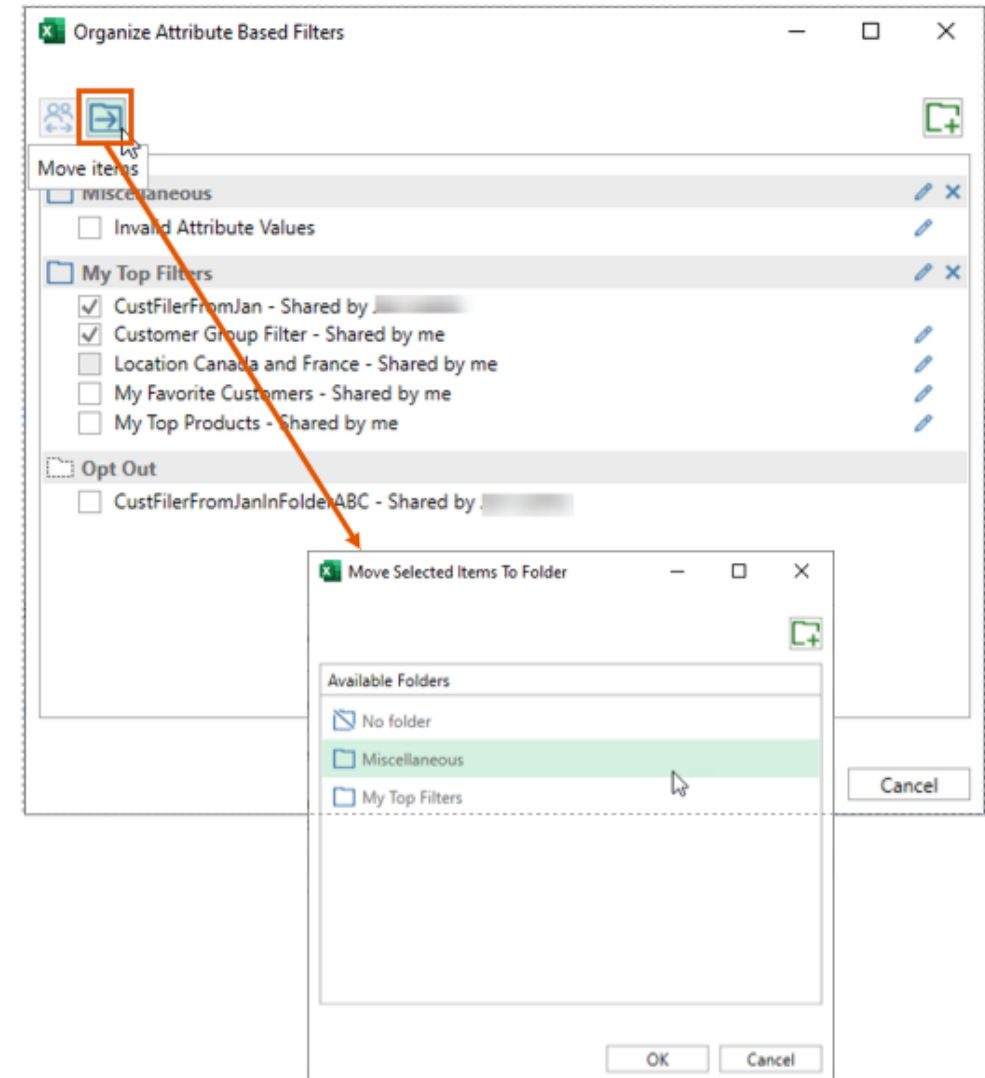 Organize Attribute Based Filters
Move items
Miscellaneous
Invalid Attribute Values
My Top Filters
CustFilerFromJan - Shared by
Customer Group Filter - Shared by me
Location Canada and France - Shared by me
My Favorite Customers - Shared by me
My Top Products - Shared by me
Opt Out
CustFilerFromJanInFolderABC - Shared by
Move Selected Items To Folder
Available Folders
No folder
Miscellaneous
My Top Filters
Cancel
OK Cancel